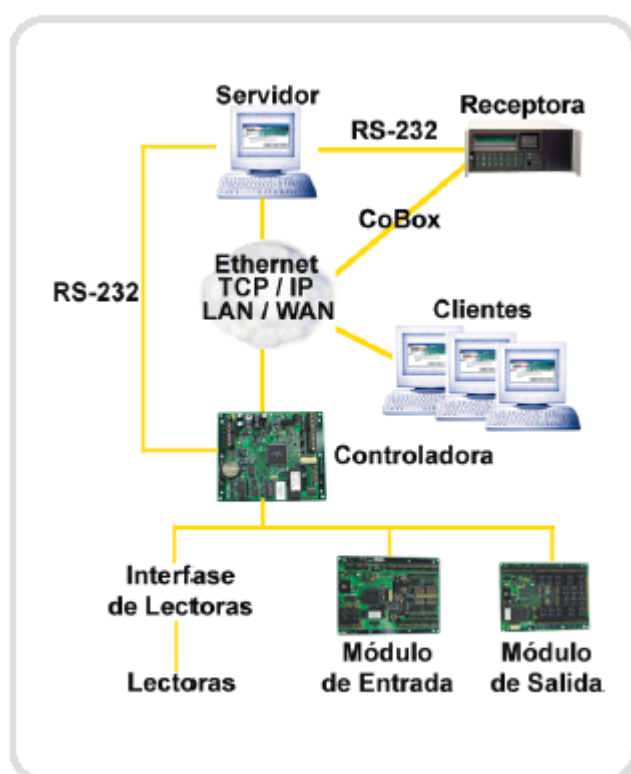 Servidor
Receptora
RS-232
CoBox
Ethernet
TCP / IP
LAN / WAN
RS-232
Clientes
Controladora
Interfase
de Lectoras
Lectoras
Módulo
de Entrada
Módulo
de Salida